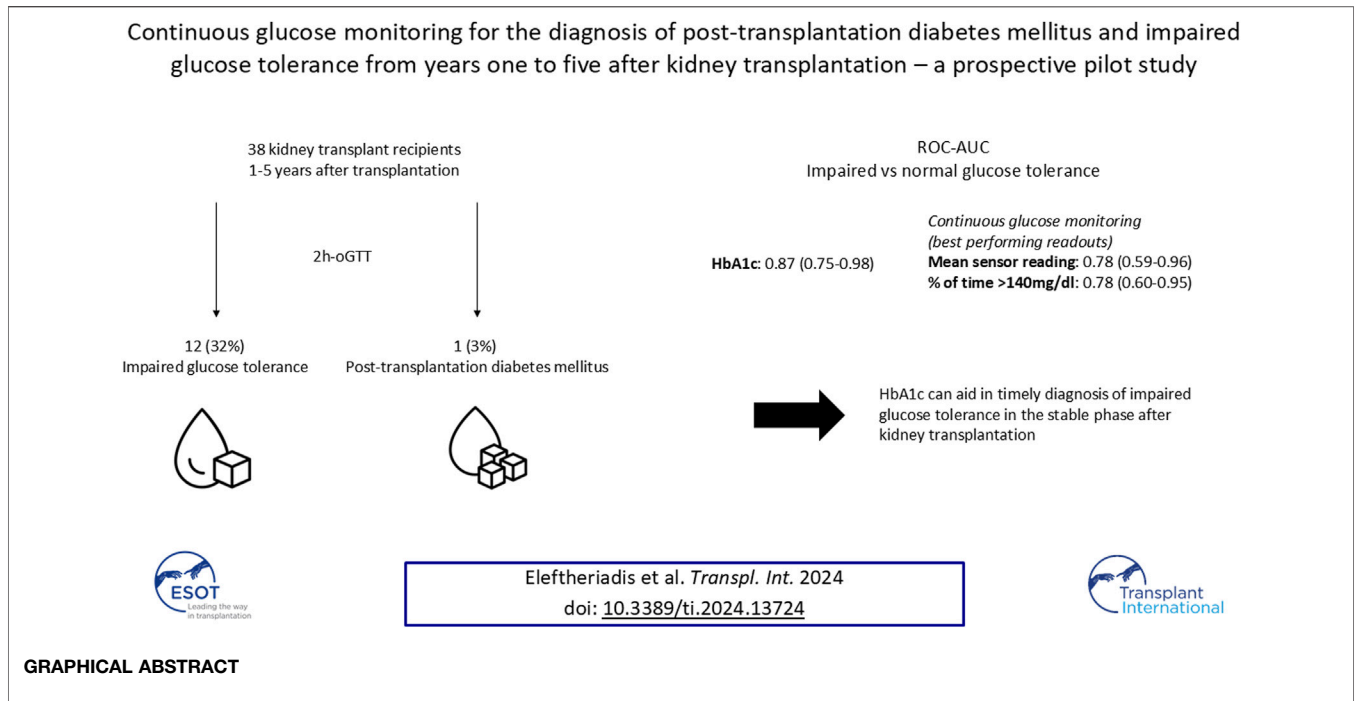 Continuous glucose monitoring for the diagnosis of post-transplantation diabetes mellitus and impaired
glucose tolerance from years one to five after kidney transplantation – a prospective pilot study
38 kidney transplant recipients
1-5 years after transplantation
2h-oGTT
12 (32%)
Impaired glucose tolerance
1 (3%)
Post-transplantation diabetes mellitus
ROC-AUC
Impaired vs normal glucose tolerance
HbA1c: 0.87 (0.75-0.98)
Continuous glucose monitoring
(best performing readouts)
Mean sensor reading: 0.78 (0.59-0.96)
% of time >140mg/dl: 0.78 (0.60-0.95)
HbA1c can aid in timely diagnosis of impaired
glucose tolerance in the stable phase after
kidney transplantation
ESOT
Leading the way
in transplantation
Eleftheriadis et al. Transpl. Int. 2024
doi: 10.3389/ti.2024.13724
Transplant
International
GRAPHICAL ABSTRACT